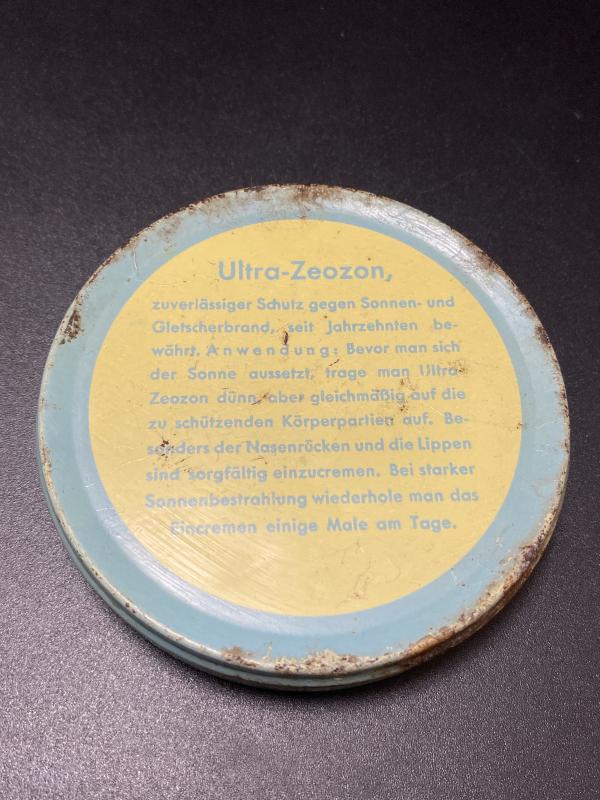 Ultra-Zeozon,
zuverlässiger Schutz gegen Sonnen- und
Gletscherbrand, seit Jahrzehnten be-
währt. Anwendung: Bevor man sich
der Sonne aussetzt, trage man Ultra-
Zeozon dünn, aber gleichmäßig auf die
zu schützenden Körperpartien auf. Be-
sonders der Nasenrücken und die Lippen
sind sorgfältig einzucremen. Bei starker
Sonnenbestrahlung wiederhole man das
Eincremen einige Male am Tage.